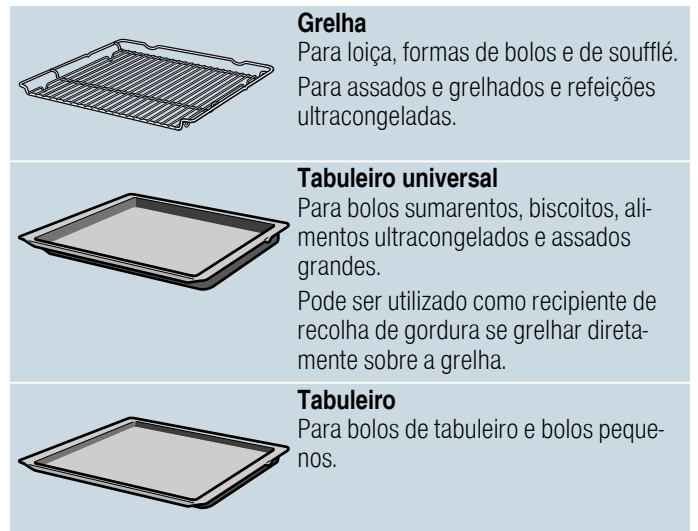 Grelha
Para loiça, formas de bolos e de soufflé.
Para assados e grelhados e refeições
ultracongeladas.
Tabuleiro universal
Para bolos sumarentos, biscoitos, ali-
mentos ultracongelados e assados
grandes.
Pode ser utilizado como recipiente de
recolha de gordura se grelhar direta-
mente sobre a grelha.
Tabuleiro
Para bolos de tabuleiro e bolos peque-
nos.